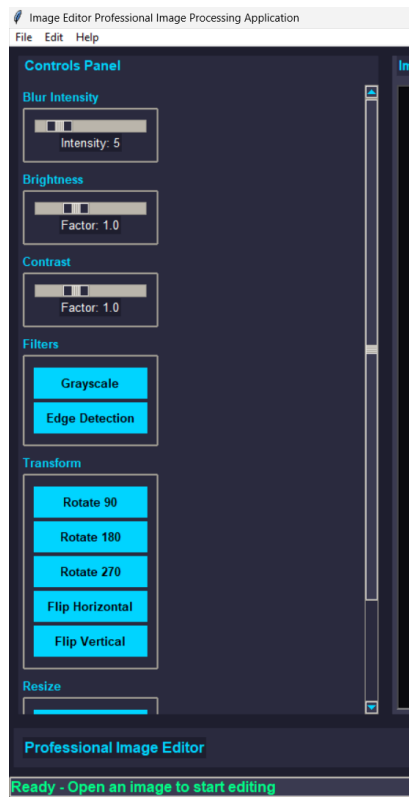 Image Editor Professional Image Processing Application
File Edit Help
Controls Panel
Im
Blur Intensity
Intensity: 5
Brightness
Factor: 1.0
Contrast
Factor: 1.0
Filters
Grayscale
Edge Detection
Transform
Rotate 90
Rotate 180
Rotate 270
Flip Horizontal
Flip Vertical
Resize
Professional Image Editor
Ready - Open an image to start editing